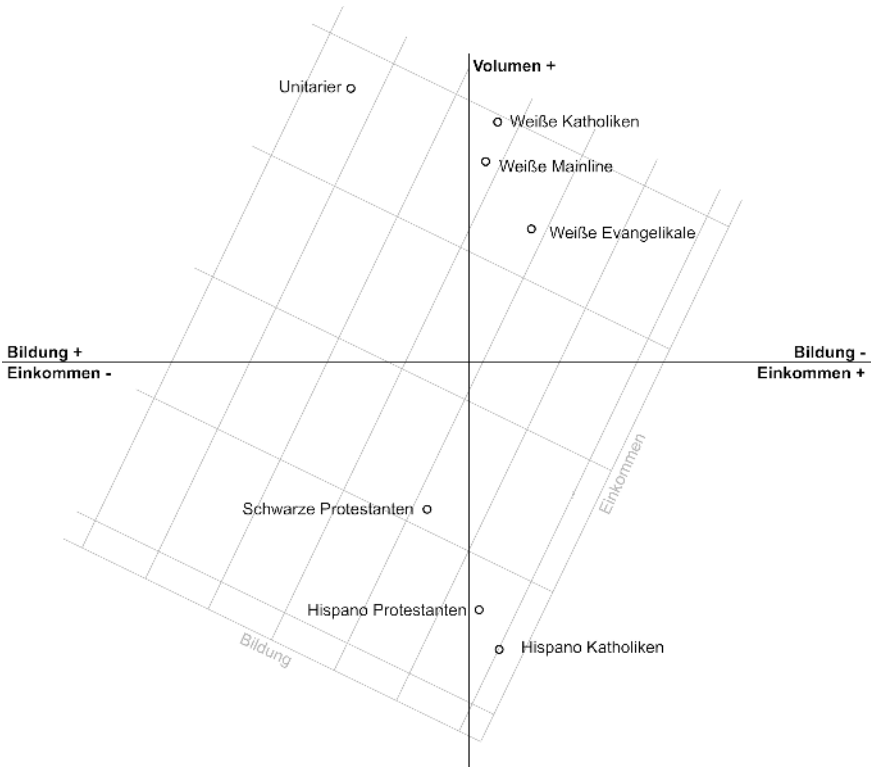 Volumen +
Unitarier
Weiße Katholiken
Weiße Mainline
Weiße Evangelikale
Bildung +
Einkommen -
Bildung -
Einkommen +
Einkommen
Schwarze Protestanten
Hispano Protestanten
Bildung
Hispano Katholiken